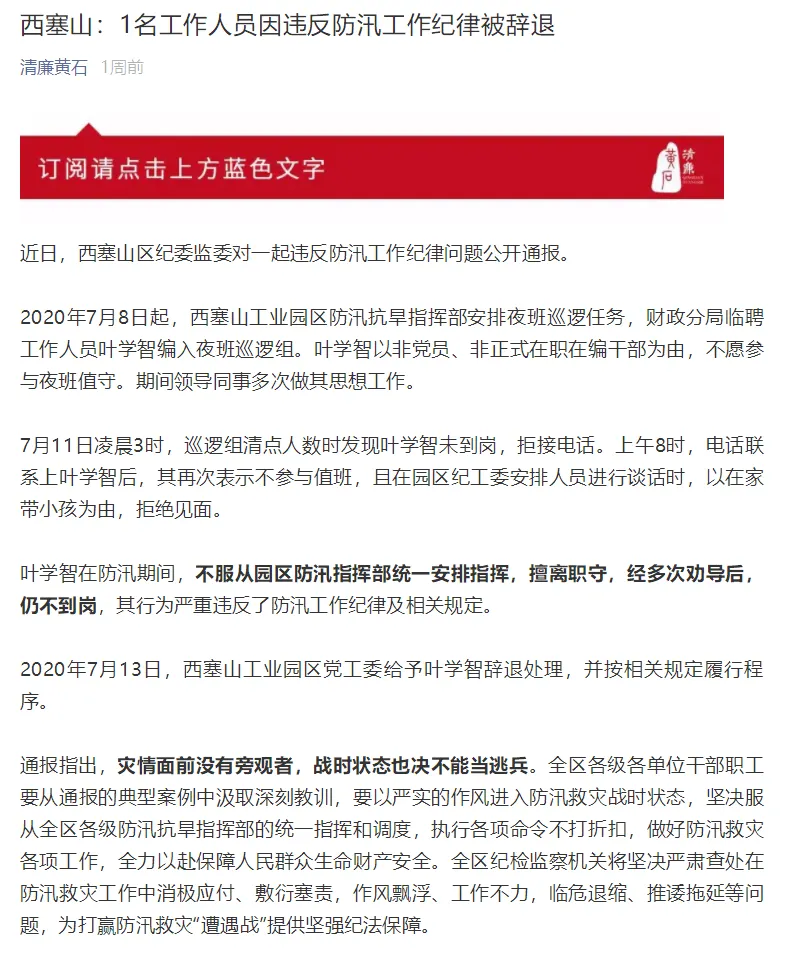 西塞山：1名工作人员因违反防汛工作纪律被辞退
清廉黄石 1周前
订阅请点击上方蓝色文字
清廉
黄石
近日，西塞山区纪委监委对一起违反防汛工作纪律问题公开通报。
2020年7月8日起，西塞山工业园区防汛抗旱指挥部安排夜班巡逻任务，财政分局临聘
工作人员叶学智编入夜班巡逻组。叶学智以非党员、非正式在职在编干部为由，不愿参
与夜班值守。期间领导同事多次做其思想工作。
7月11日凌晨3时，巡逻组清点人数时发现叶学智未到岗，拒接电话。上午8时，电话联
系上叶学智后，其再次表示不参与值班，且在园区纪工委安排人员进行谈话时，以在家
带小孩为由，拒绝见面。
叶学智在防汛期间，不服从园区防汛指挥部统一安排指挥，擅离职守，经多次劝导后，
仍不到岗，其行为严重违反了防汛工作纪律及相关规定。
2020年7月13日，西塞山工业园区党工委给予叶学智辞退处理，并按相关规定履行程
序。
通报指出，灾情面前没有旁观者，战时状态也决不能当逃兵。全区各级各单位干部职工
要从通报的典型案例中汲取深刻教训，要以严实的作风进入防汛救灾战时状态，坚决服
从全区各级防汛抗旱指挥部的统一指挥和调度，执行各项命令不打折扣，做好防汛救灾
各项工作，全力以赴保障人民群众生命财产安全。全区纪检监察机关将坚决严肃查处在
防汛救灾工作中消极应付、敷衍塞责，作风飘浮、工作不力，临危退缩、推诿拖延等问
题，为打赢防汛救灾“遭遇战”提供坚强纪法保障。